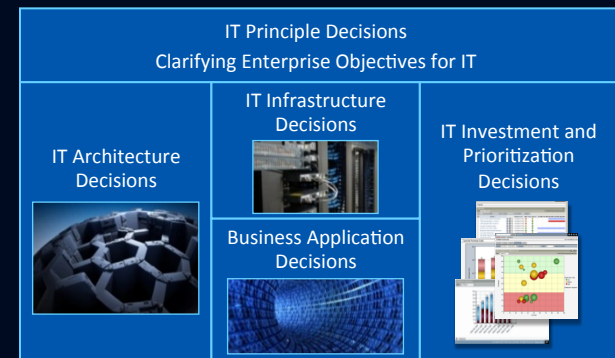 IT Principle Decisions
Clarifying Enterprise Objectives for IT
IT Architecture
Decisions
IT Infrastructure
Decisions
Business Application
Decisions
IT Investment and
Prioritization
Decisions